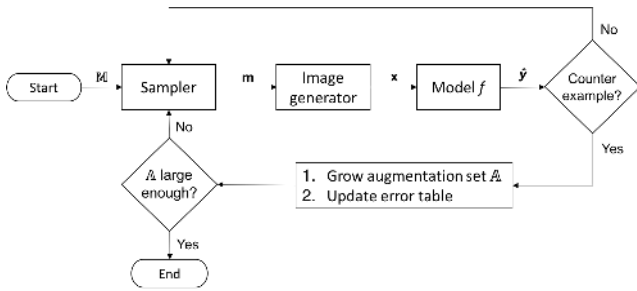 No
Start
𝕄
Sampler
m
Image
generator
x
Model f
ŷ
Counter
example?
No
Yes
𝔸 large
enough?
1. Grow augmentation set 𝔸
2. Update error table
Yes
End